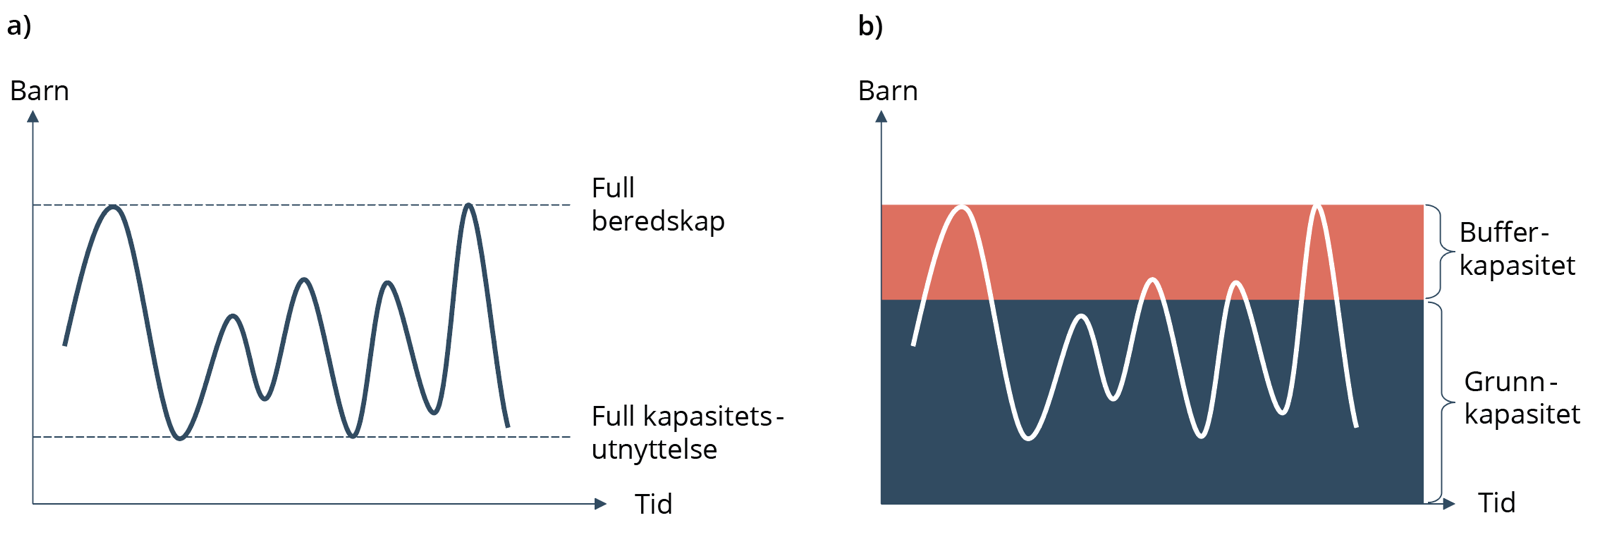 a)
Barn
Full
beredskap
Full kapasitets-
utnyttelse
Tid
b)
Barn
Buffer-
kapasitet
Grunn-
kapasitet
Tid